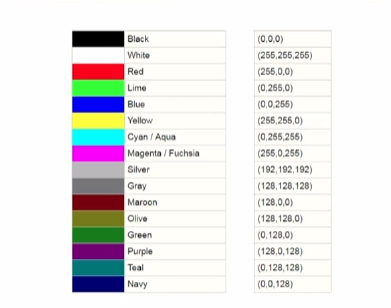 Black (0,0,0)
White (255,255,255)
Red (255,0,0)
Lime (0,255,0)
Blue (0,0,255)
Yellow (255,255,0)
Cyan / Aqua (0,255,255)
Magenta / Fuchsia (255,0,255)
Silver (192,192,192)
Gray (128,128,128)
Maroon (128,0,0)
Olive (128,128,0)
Green (0,128,0)
Purple (128,0,128)
Teal (0,128,128)
Navy (0,0,128)